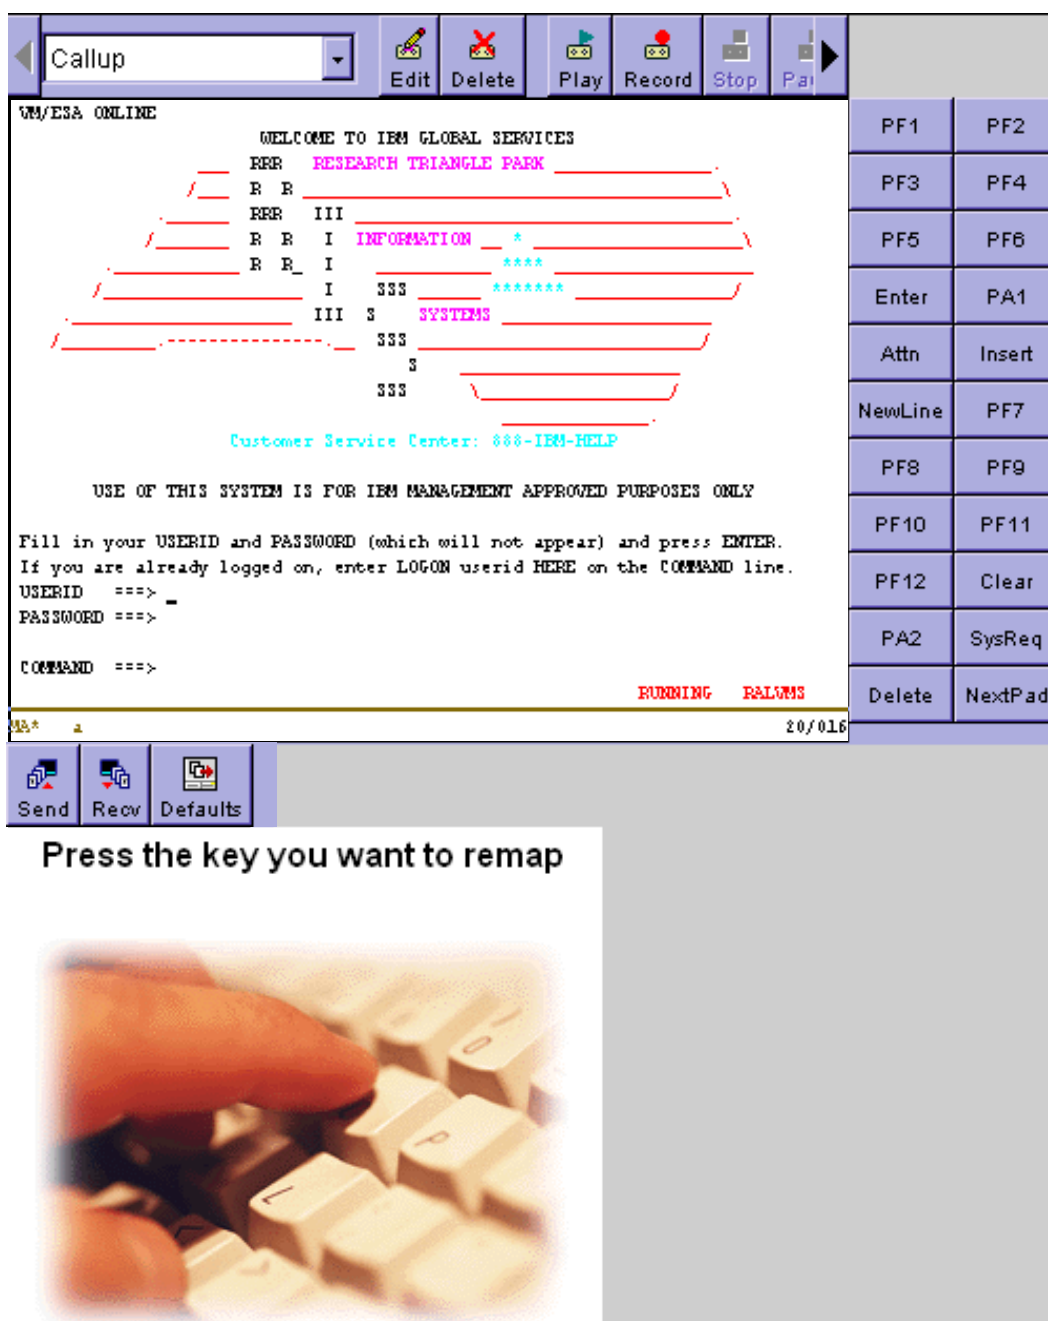 Callup
Edit Delete Play Record Stop Pau
VM/ESA ONLINE
WELCOME TO IBM GLOBAL SERVICES
RRR RESEARCH TRIANGLE PARK
R R
RRR III
R R I INFORMATION *
R R_ I ****
I SSS *******
III S SYSTEMS
SSS
S
SSS
Customer Service Center: 888-IBM-HELP
USE OF THIS SYSTEM IS FOR IBM MANAGEMENT APPROVED PURPOSES ONLY
Fill in your USERID and PASSWORD (which will not appear) and press ENTER.
If you are already logged on, enter LOGON userid HERE on the COMMAND line.
USERID ===> _
PASSWORD ===>
COMMAND ===>
RUNNING RALVMS
MA* a 20/016
PF1 PF2
PF3 PF4
PF5 PF6
Enter PA1
Attn Insert
NewLine PF7
PF8 PF9
PF10 PF11
PF12 Clear
PA2 SysReq
Delete NextPad
Send Recv Defaults
Press the key you want to remap
O
P
L